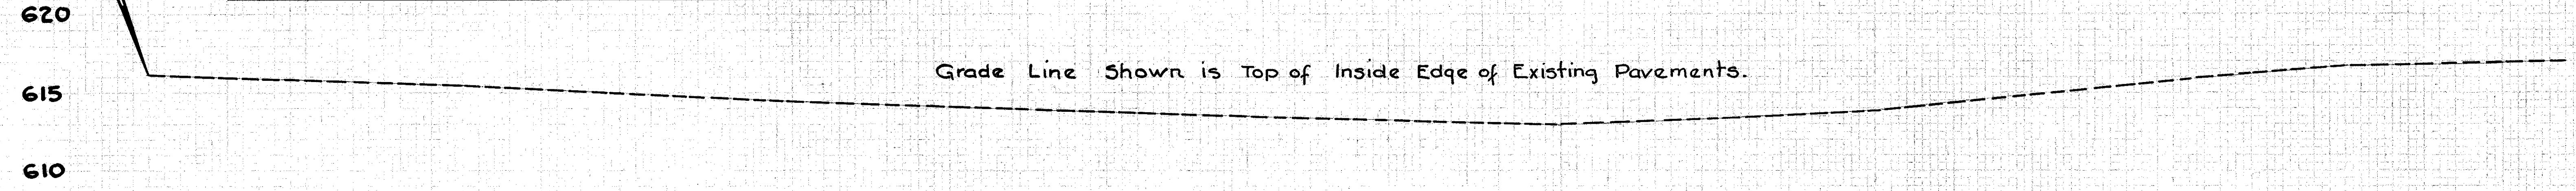 620
Grade Line Shown is Top of Inside Edge of Existing Pavements.
615
610